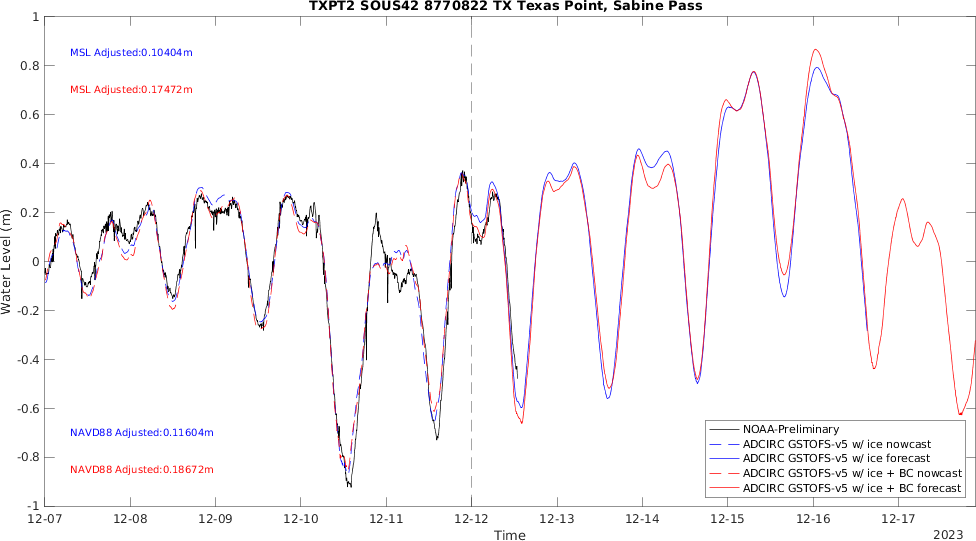 TXPT2 SOUS42 8770822 TX Texas Point, Sabine Pass
1
0.8
0.6
0.4
0.2
0
-0.2
-0.4
-0.6
-0.8
-1
Water Level (m)
MSL Adjusted:0.10404m
MSL Adjusted:0.17472m
NAVD88 Adjusted:0.11604m
NAVD88 Adjusted:0.18672m
NOAA-Preliminary
ADCIRC GSTOFS-v5 w/ ice nowcast
ADCIRC GSTOFS-v5 w/ ice forecast
ADCIRC GSTOFS-v5 w/ ice + BC nowcast
ADCIRC GSTOFS-v5 w/ ice + BC forecast
12-07 12-08 12-09 12-10 12-11 12-12 12-13 12-14 12-15 12-16 12-17
Time
2023